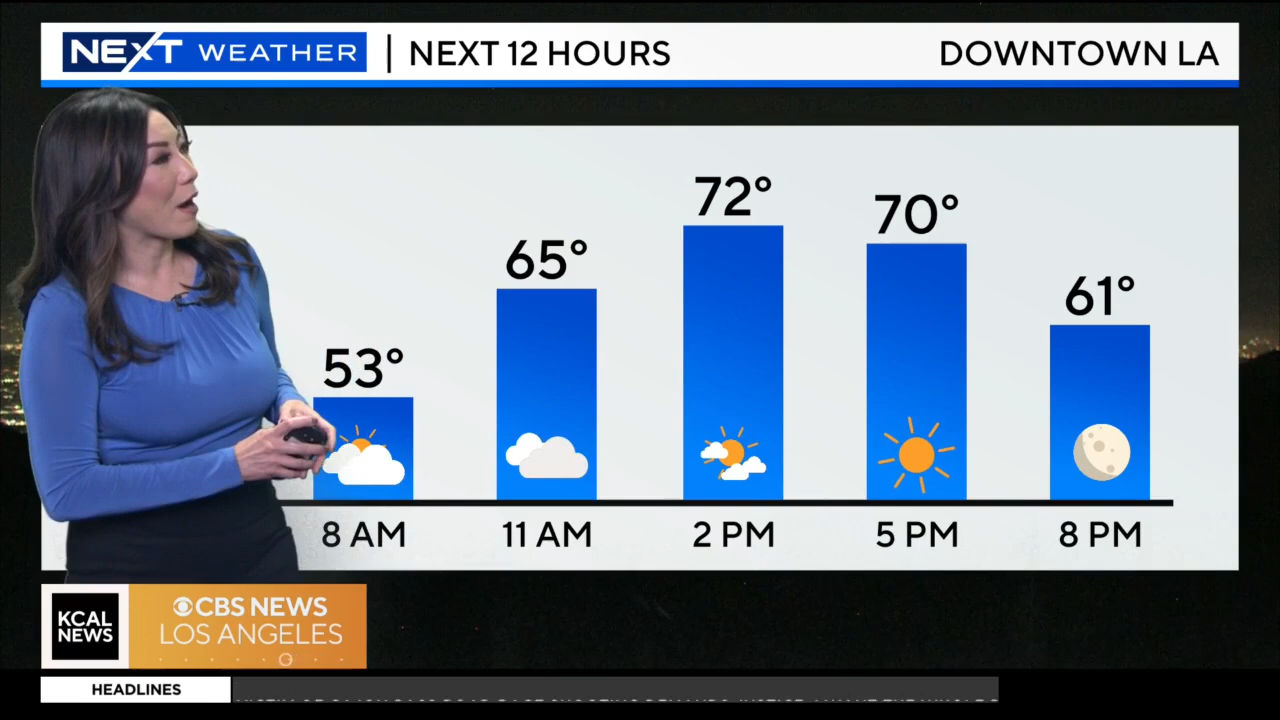 NEXT WEATHER | NEXT 12 HOURS
DOWNTOWN LA
53° 65° 72° 70° 61°
8 AM 11 AM 2 PM 5 PM 8 PM
KCAL NEWS
CBS NEWS
LOS ANGELES
HEADLINES